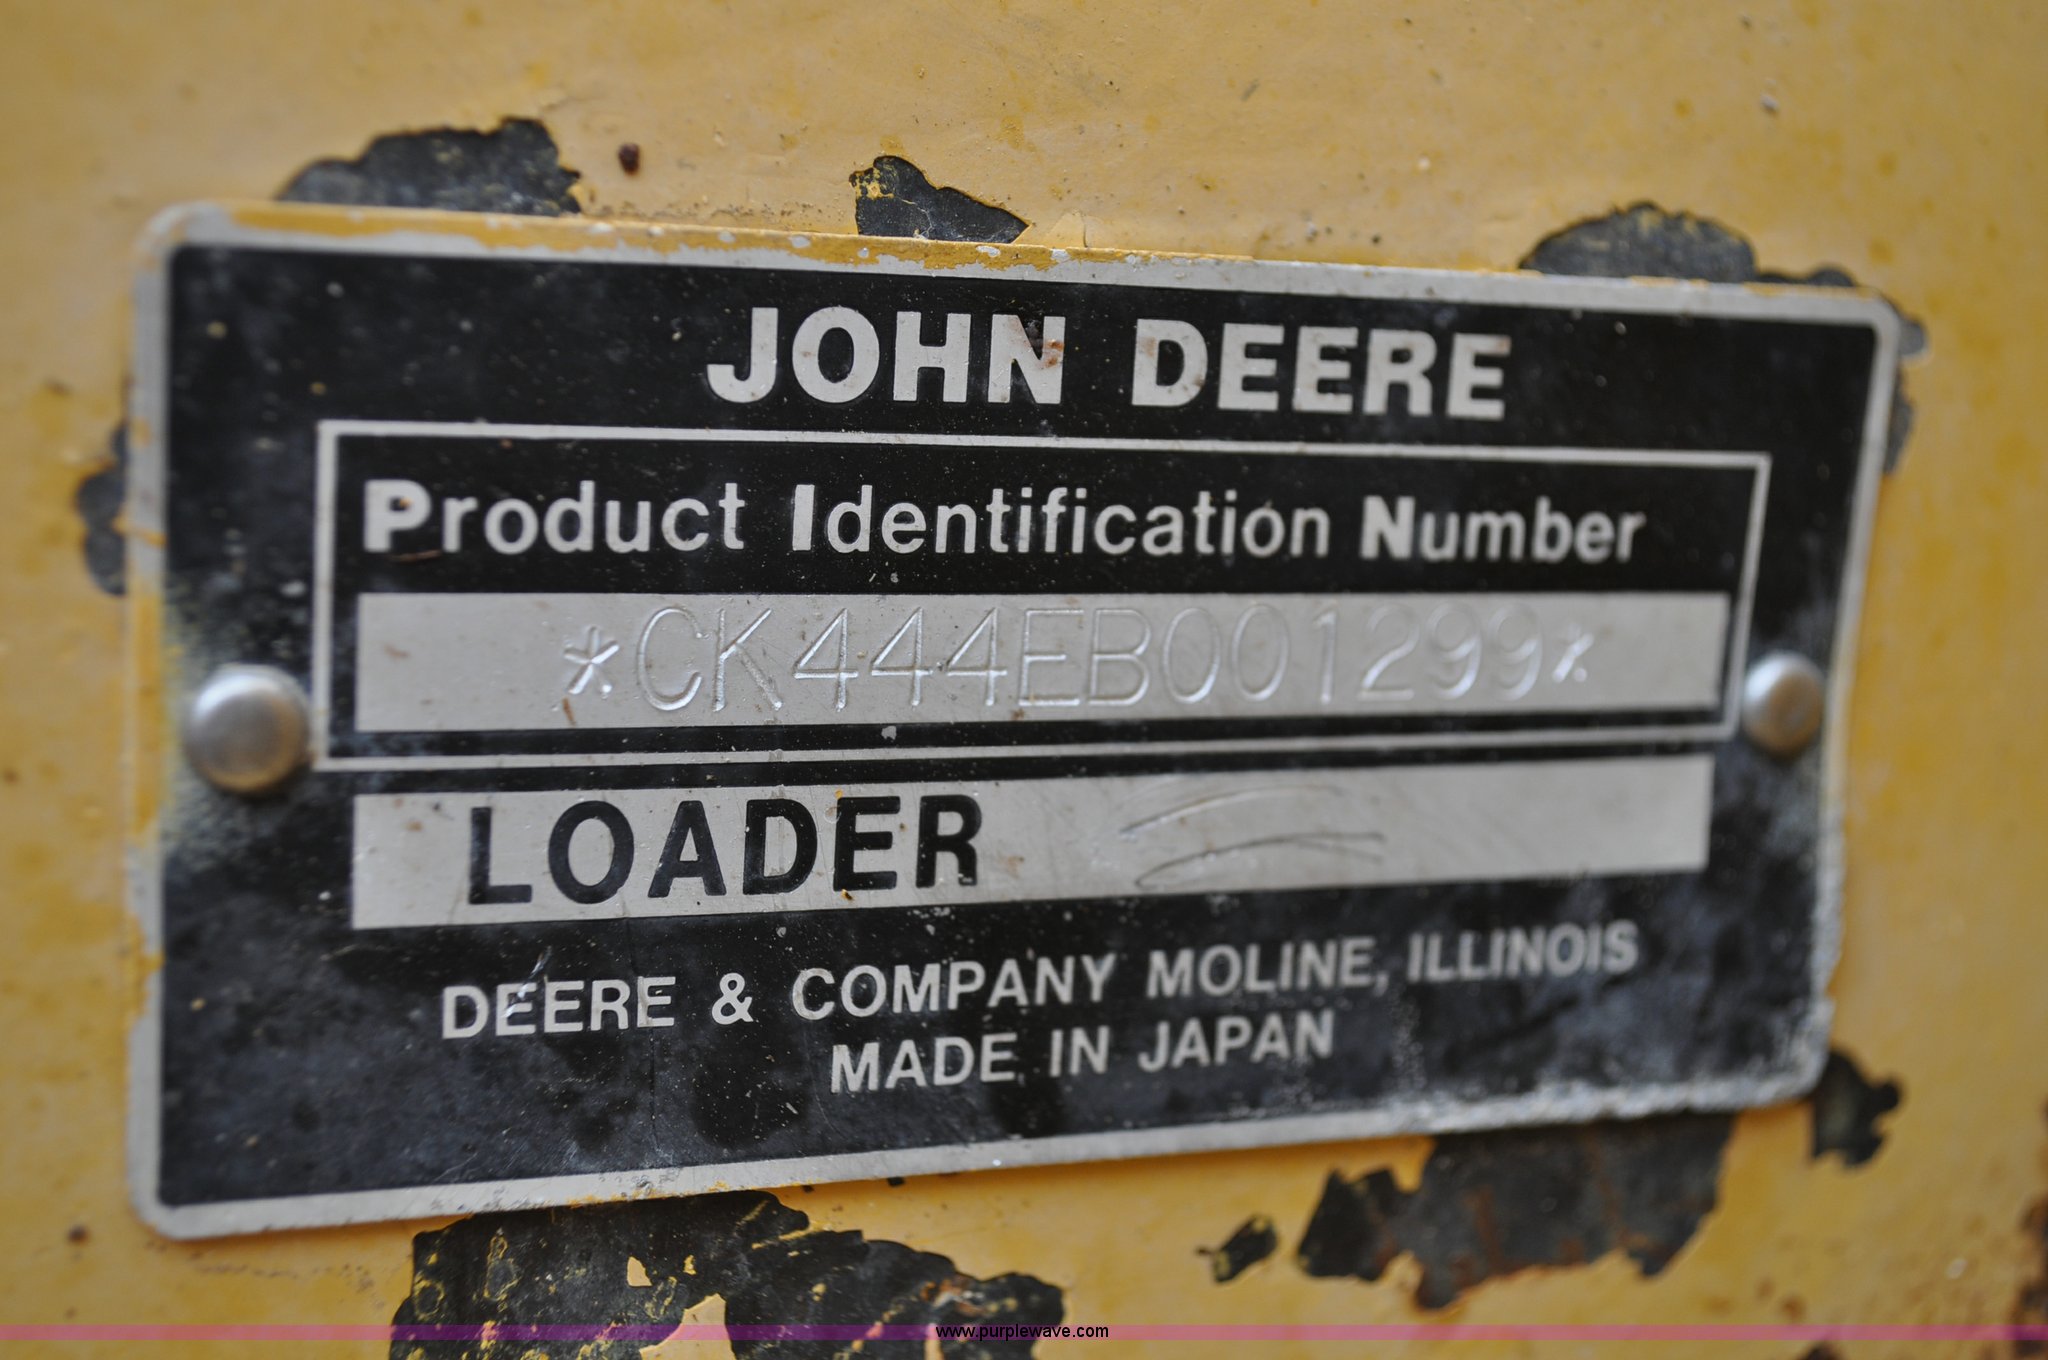 JOHN DEERE
Product Identification Number
*CK444EB001299*
LOADER
DEERE & COMPANY MOLINE, ILLINOIS
MADE IN JAPAN
www.purplewave.com